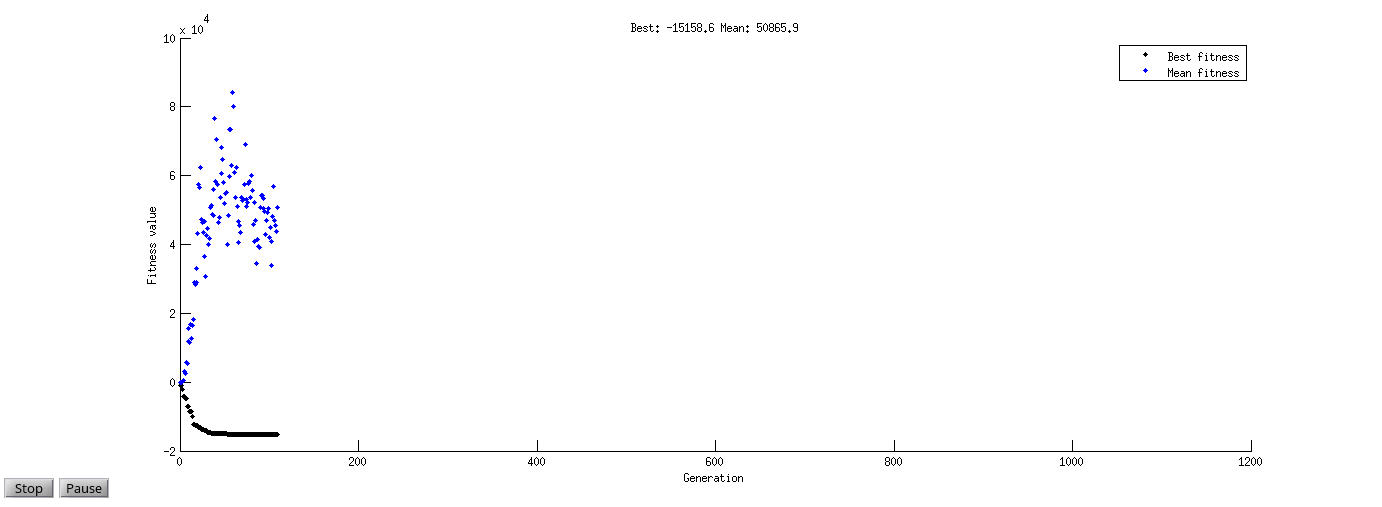 x 10
4
Best: -15158.6 Mean: 50865.9
10
8
6
4
2
0
-2
Fitness value
Best fitness
Mean fitness
0 200 400 600 800 1000 1200
Generation
Stop Pause